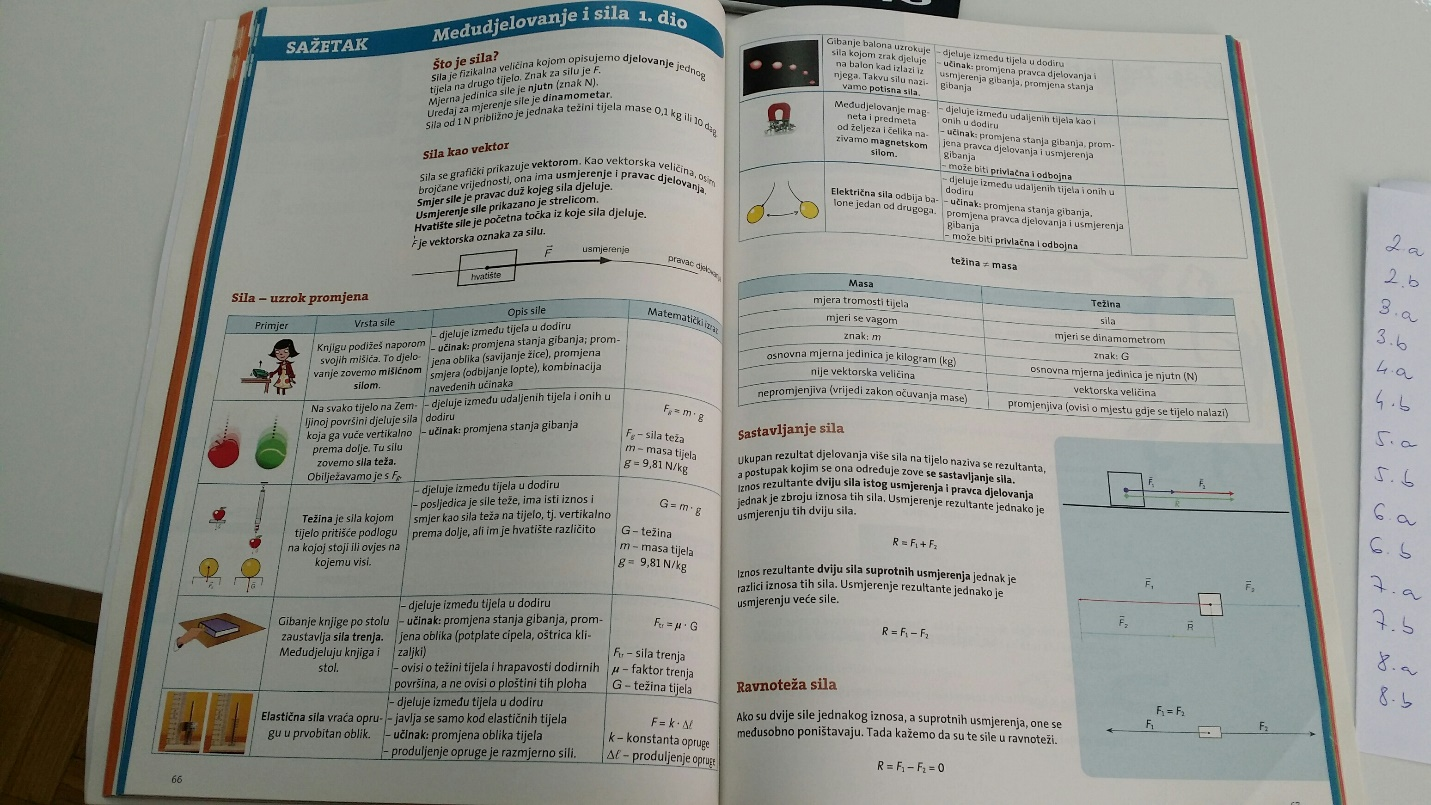 SAŽETAK
Međudjelovanje i sila 1. dio
Što je sila?
Sila je fizikalna veličina kojom opisujemo djelovanje jednog
tijela na drugo tijelo. Znak za silu je F.
Mjerna jedinica sile je njutn (znak N).
Uređaj za mjerenje sile je dinamometar.
Sila od 1 N približno je jednaka težini tijela mase 0,1 kg ili 10 dag
Sila kao vektor
Sila se grafički prikazuje vektorom. Kao vektorska veličina, osim
brojčane vrijednosti, ona ima usmjerenje i pravac djelovanja.
Smjer sile je pravac duž kojeg sila djeluje.
Usmjerenje sile prikazano je strelicom.
Hvatište sile je početna točka iz koje sila djeluje.
F⃗ je vektorska oznaka za silu.
F⃗
usmjerenje
pravac djelovanja
hvatište
Sila – uzrok promjena
Primjer
Vrsta sile
Opis sile
Matematički izraz
Knjigu podižeš naporom
svojih mišića. To djelo-
vanje zovemo mišićnom
silom.
– djeluje između tijela u dodiru
– učinak: promjena stanja gibanja; prom-
jena oblika (savijanje žice), promjena
smjera (odbijanje lopte), kombinacija
navedenih učinaka
Na svako tijelo na Zem-
ljinoj površini djeluje sila
koja ga vuče vertikalno
prema dolje. Tu silu
zovemo sila teža.
Obilježavamo je s Fg.
– djeluje između udaljenih tijela i onih u
dodiru
– učinak: promjena stanja gibanja
Fg = m · g
Fg – sila teža
m – masa tijela
g = 9,81 N/kg
Težina je sila kojom
tijelo pritišće podlogu
na kojoj stoji ili ovjes na
kojemu visi.
– djeluje između tijela u dodiru
– posljedica je sile teže, ima isti iznos i
smjer kao sila teža na tijelo, tj. vertikalno
prema dolje, ali im je hvatište različito
G = m · g
G – težina
m – masa tijela
g = 9,81 N/kg
Gibanje knjige po stolu
zaustavlja sila trenja.
Međudjeluju knjiga i
stol.
– djeluje između tijela u dodiru
– učinak: promjena stanja gibanja, prom-
jena oblika (potplate cipela, oštrica kli-
zaljki)
– ovisi o težini tijela i hrapavosti dodirnih
površina, a ne ovisi o ploštini tih ploha
Ftr = μ · G
Ftr – sila trenja
μ – faktor trenja
G – težina tijela
Elastična sila vraća opru-
gu u prvobitan oblik.
– djeluje između tijela u dodiru
– javlja se samo kod elastičnih tijela
– učinak: promjena oblika tijela
– produljenje opruge je razmjerno sili.
F = k · Δℓ
k – konstanta opruge
Δℓ – produljenje opruge
66
Gibanje balona uzrokuje
sila kojom zrak djeluje
na balon kad izlazi iz
njega. Takvu silu nazi-
vamo potisna sila.
– djeluje između tijela u dodiru
– učinak: promjena pravca djelovanja i
usmjerenja gibanja, promjena stanja
gibanja
Međudjelovanje mag-
neta i predmeta
od željeza i čelika na-
zivamo magnetskom
silom.
– djeluje između udaljenih tijela kao i
onih u dodiru
– učinak: promjena stanja gibanja, prom-
jena pravca djelovanja i usmjerenja
gibanja
– može biti privlačna i odbojna
Električna sila odbija ba-
lone jedan od drugoga.
– djeluje između udaljenih tijela i onih u
dodiru
– učinak: promjena stanja gibanja,
promjena pravca djelovanja i usmjerenja
gibanja
– može biti privlačna i odbojna
težina ≠ masa
Masa
Težina
mjera tromosti tijela
sila
mjeri se vagom
mjeri se dinamometrom
znak: m
znak: G
osnovna mjerna jedinica je kilogram (kg)
osnovna mjerna jedinica je njutn (N)
nije vektorska veličina
vektorska veličina
nepromjenjiva (vrijedi zakon očuvanja mase)
promjenjiva (ovisi o mjestu gdje se tijelo nalazi)
Sastavljanje sila
Ukupan rezultat djelovanja više sila na tijelo naziva se rezultanta,
a postupak kojim se ona određuje zove se sastavljanje sila.
Iznos rezultante dviju sila istog usmjerenja i pravca djelovanja
jednak je zbroju iznosa tih sila. Usmjerenje rezultante jednako je
usmjerenju tih dviju sila.
R = F₁ + F₂
F⃗₁ F⃗₂
Iznos rezultante dviju sila suprotnih usmjerenja jednak je
razlici iznosa tih sila. Usmjerenje rezultante jednako je
usmjerenju veće sile.
R = F₁ – F₂
F⃗₁ F⃗₂
F⃗₂ R⃗
Ravnoteža sila
Ako su dvije sile jednakog iznosa, a suprotnih usmjerenja, one se
međusobno poništavaju. Tada kažemo da su te sile u ravnoteži.
R = F₁ – F₂ = 0
F₁ = F₂
F₁ F₂
2.a
2.b
3.a
3.b
4.a
4.b
5.a
5.b
6.a
6.b
7.a
7.b
8.a
8.b